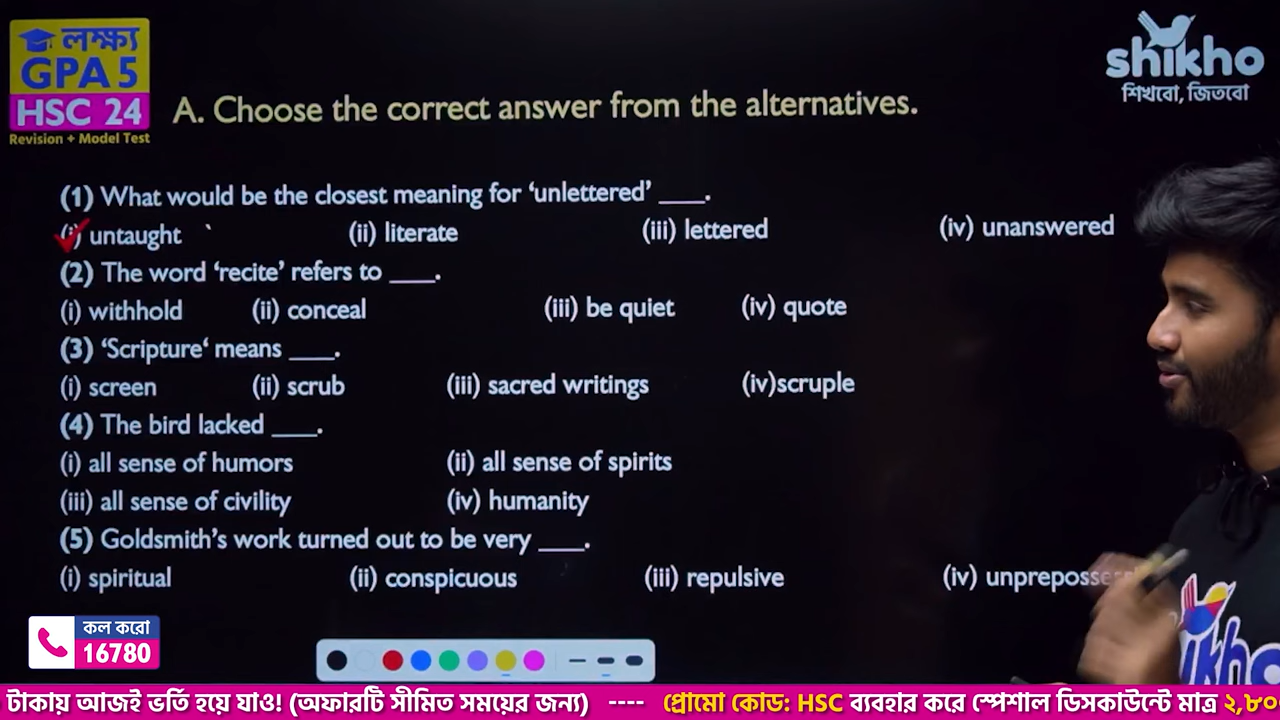 লক্ষ্য
GPA 5
HSC 24
Revision + Model Test
shikho
শিখবো, জিতবো
A. Choose the correct answer from the alternatives.
(1) What would be the closest meaning for ‘unlettered’ ____.
(i) untaught ` (ii) literate (iii) lettered (iv) unanswered
(2) The word ‘recite’ refers to ____.
(i) withhold (ii) conceal (iii) be quiet (iv) quote
(3) ‘Scripture‘ means ____.
(i) screen (ii) scrub (iii) sacred writings (iv)scruple
(4) The bird lacked ____.
(i) all sense of humors (ii) all sense of spirits
(iii) all sense of civility (iv) humanity
(5) Goldsmith’s work turned out to be very ____.
(i) spiritual (ii) conspicuous (iii) repulsive (iv)
কল করো
16780
টাকায় আজই ভর্তি হয়ে যাও! (অফারটি সীমিত সময়ের জন্য) ---- প্রোমো কোড: HSC ব্যবহার করে স্পেশাল ডিসকাউন্টে মাত্র ২,৮০